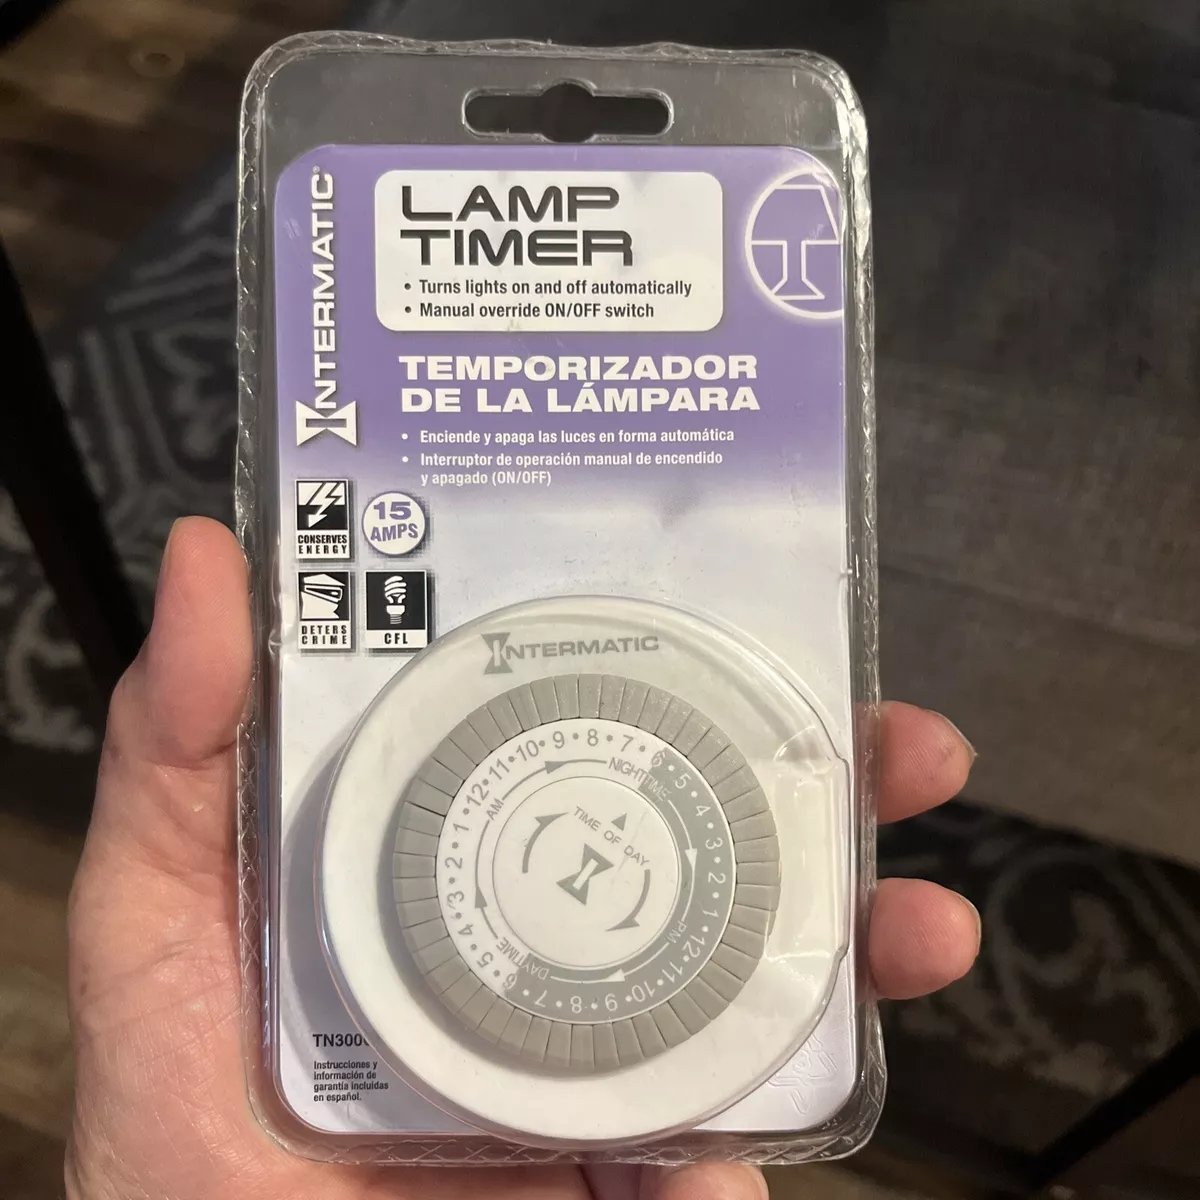 INTERMATIC®
LAMP
TIMER
• Turns lights on and off automatically
• Manual override ON/OFF switch
TEMPORIZADOR
DE LA LÁMPARA
• Enciende y apaga las luces en forma automática
• Interruptor de operación manual de encendido
y apagado (ON/OFF)
CONSERVES
ENERGY
15
AMPS
DETERS
CRIME
CFL
INTERMATIC
12 • 11 • 10 • 9 • 8 • 7 • 6 • 5 • 4 • 3 • 2 • 1 • 12 • 11 • 10 • 9 • 8 • 7 • 6 • 5 • 4 • 3 • 2 • 1 •
AM
NIGHTTIME
PM
DAYTIME
TIME OF DAY
TN300
Instrucciones y
información de
garantía incluidas
en español.